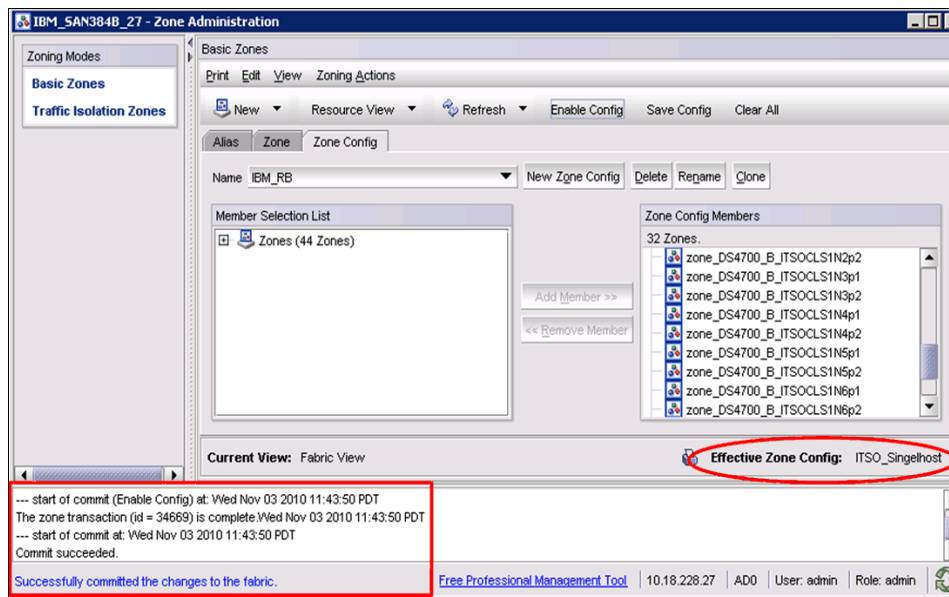 IBM_SAN384B_27 - Zone Administration
Zoning Modes
Basic Zones
Traffic Isolation Zones
Basic Zones
Print Edit View Zoning Actions
New Resource View Refresh Enable Config Save Config Clear All
Alias Zone Zone Config
Name IBM_RB New Zone Config Delete Rename Clone
Member Selection List
Zones (44 Zones)
Add Member >>
<< Remove Member
Zone Config Members
32 Zones.
zone_DS4700_B_ITSOCLS1N2p2
zone_DS4700_B_ITSOCLS1N3p1
zone_DS4700_B_ITSOCLS1N3p2
zone_DS4700_B_ITSOCLS1N4p1
zone_DS4700_B_ITSOCLS1N4p2
zone_DS4700_B_ITSOCLS1N5p1
zone_DS4700_B_ITSOCLS1N5p2
zone_DS4700_B_ITSOCLS1N6p1
zone_DS4700_B_ITSOCLS1N6p2
Current View: Fabric View
Effective Zone Config: ITSO_Singelhost
--- start of commit (Enable Config) at: Wed Nov 03 2010 11:43:50 PDT
The zone transaction (id = 34669) is complete.Wed Nov 03 2010 11:43:50 PDT
--- start of commit at: Wed Nov 03 2010 11:43:50 PDT
Commit succeeded.
Successfully committed the changes to the fabric.
Free Professional Management Tool 10.18.228.27 AD0 User: admin Role: admin